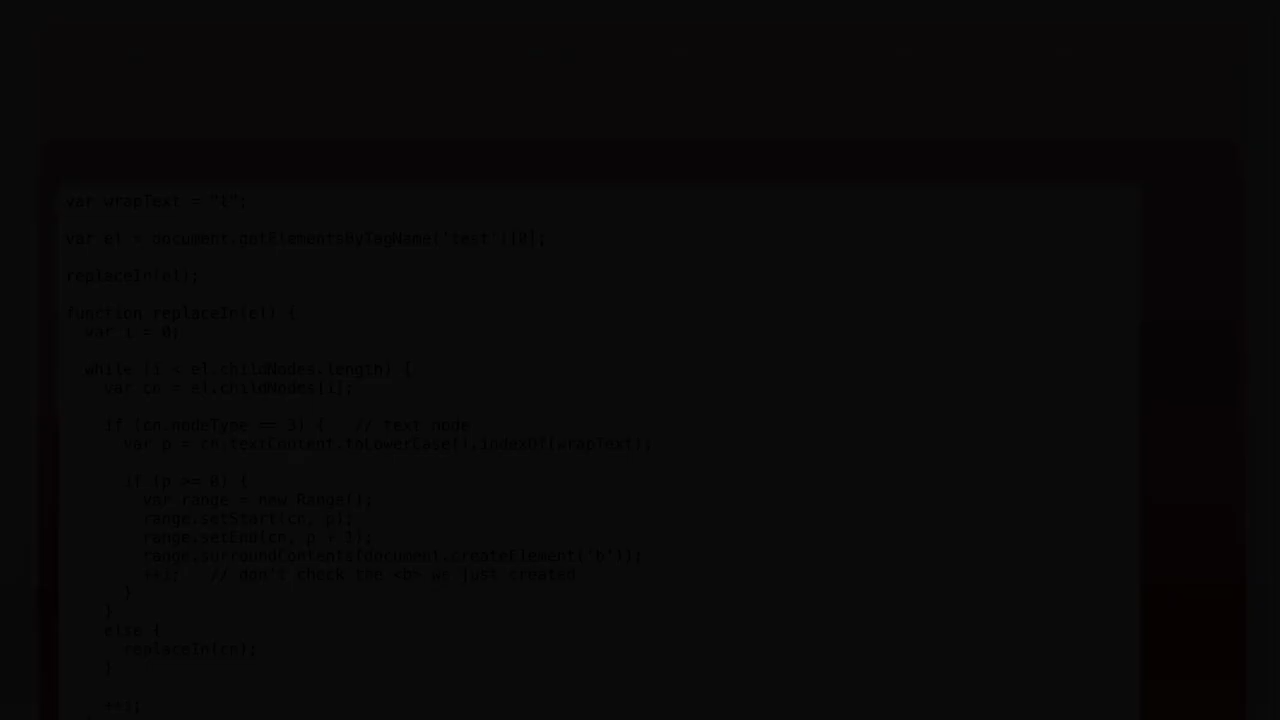 var wrapText = "t";
var el = document.getElementsByTagName('test')[0];
replaceIn(el);
function replaceIn(el) {
var i = 0;
while (i < el.childNodes.length) {
var cn = el.childNodes[i];
if (cn.nodeType == 3) {   // text node
var p = cn.textContent.toLowerCase().indexOf(wrapText);
if (p >= 0) {
var range = new Range();
range.setStart(cn, p);
range.setEnd(cn, p + 1);
range.surroundContents(document.createElement('b'));
++i;   // don't check the <b> we just created
}
}
else {
replaceIn(cn);
}
++i;